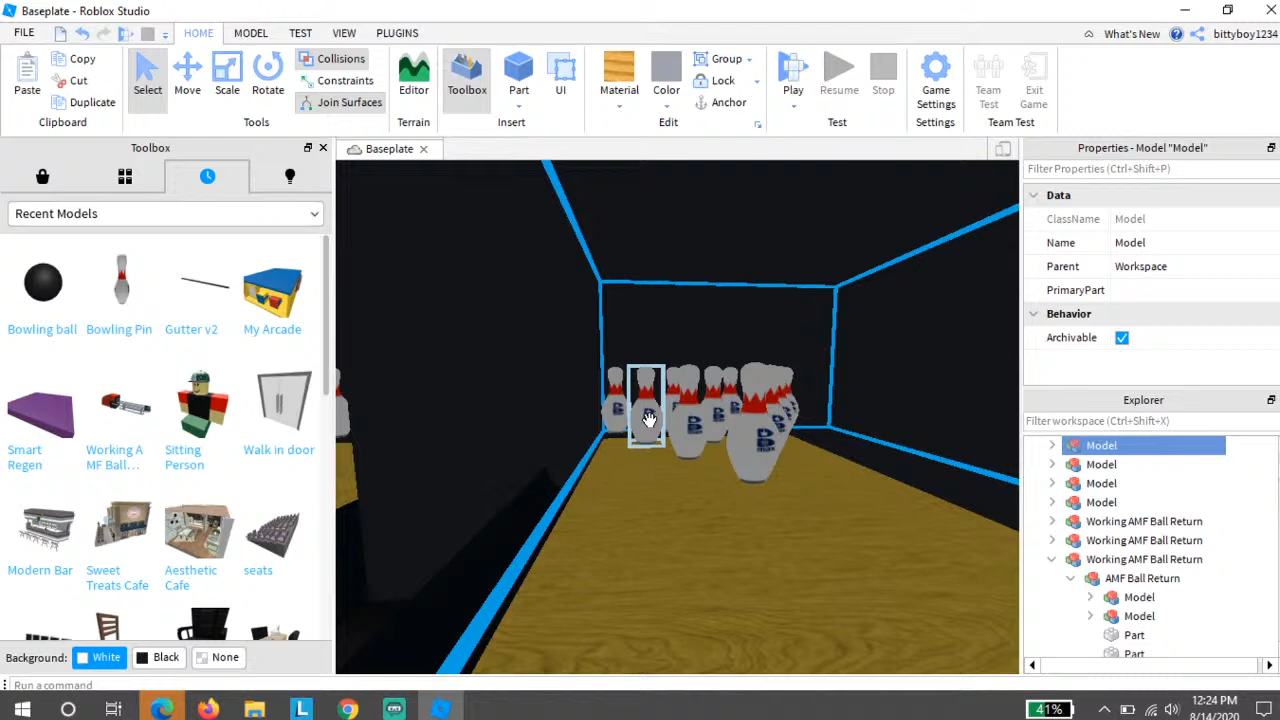 Baseplate - Roblox Studio
FILE HOME MODEL TEST VIEW PLUGINS What's New bittyboy1234
Paste Copy Cut Duplicate Clipboard
Select Move Scale Rotate Collisions Constraints Join Surfaces Tools
Editor Terrain
Toolbox Part UI Insert
Material Color Group Lock Anchor Edit
Play Resume Stop Test
Game Settings Settings
Team Test Exit Game Team Test
Toolbox
Recent Models
Bowling ball Bowling Pin Gutter v2 My Arcade
Smart Regen Working A MF Ball... Sitting Person Walk in door
Modern Bar Sweet Treats Cafe Aesthetic Cafe seats
Background: White Black None
Baseplate
Properties - Model "Model"
Filter Properties (Ctrl+Shift+P)
Data
ClassName Model
Name Model
Parent Workspace
PrimaryPart
Behavior
Archivable
Explorer
Filter workspace (Ctrl+Shift+X)
Model
Model
Model
Model
Working AMF Ball Return
Working AMF Ball Return
Working AMF Ball Return
AMF Ball Return
Model
Model
Part
Part
Run a command
41%
12:24 PM
8/14/2020